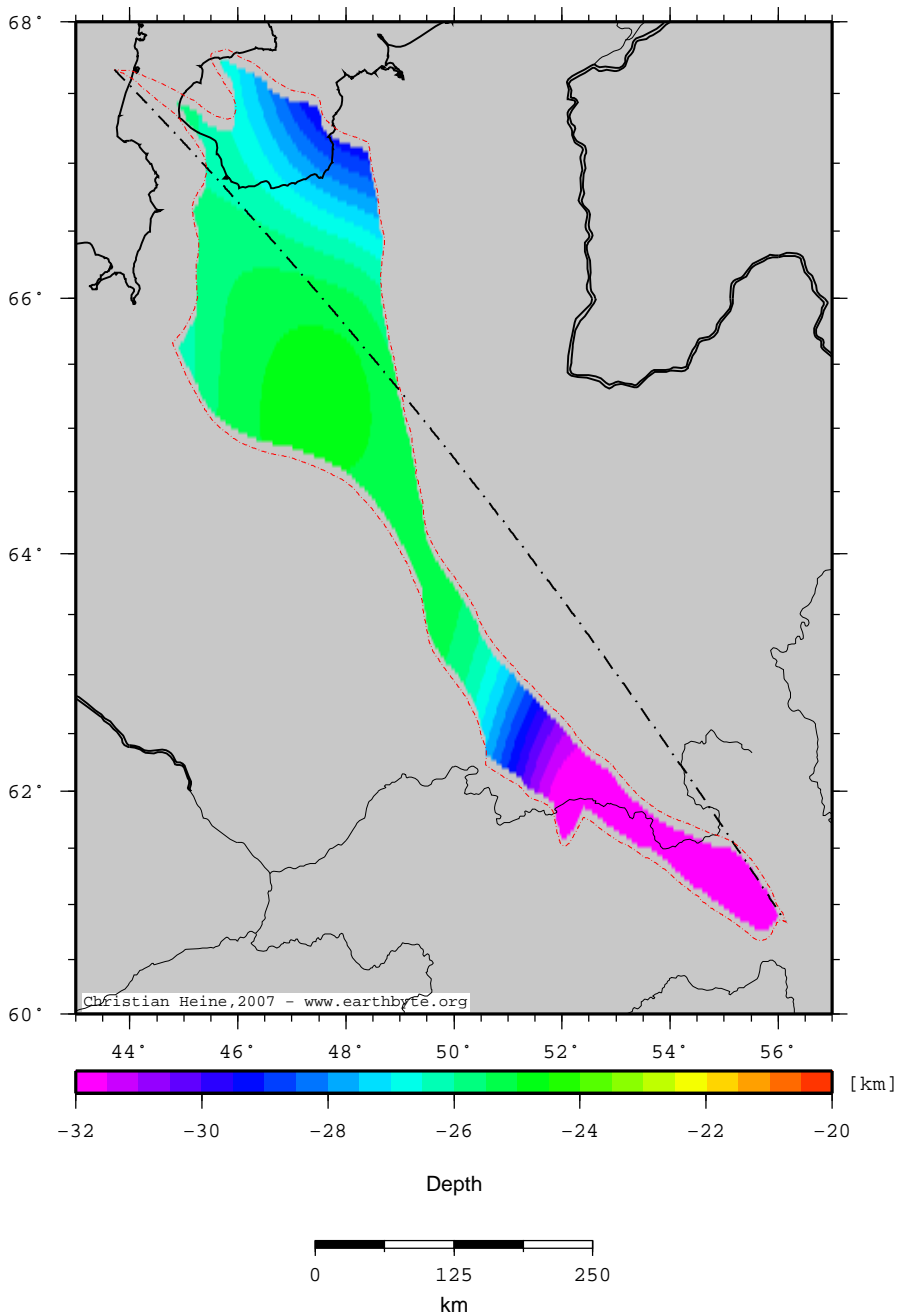 68˚
66˚
64˚
62˚
60˚
Christian Heine,2007 - www.earthbyte.org
44˚ 46˚ 48˚ 50˚ 52˚ 54˚ 56˚
[km]
−32 −30 −28 −26 −24 −22 −20
Depth
0 125 250
km